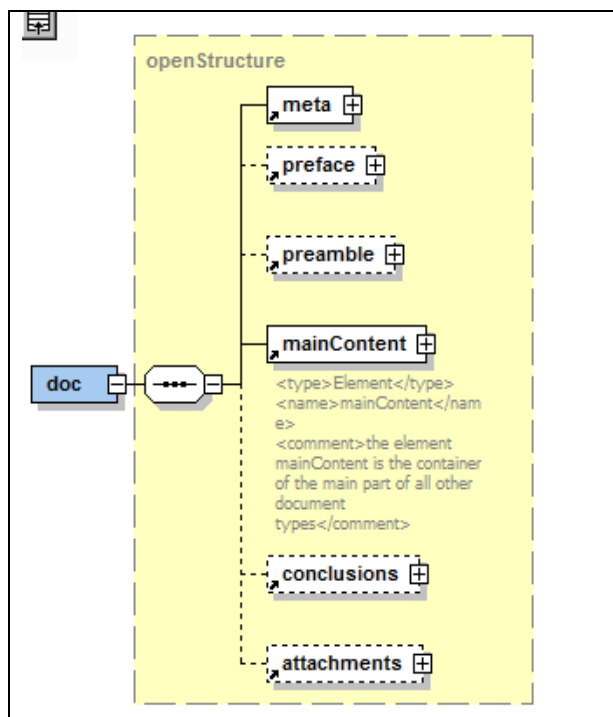 openStructure
meta
preface
preamble
mainContent
doc
<type>Element</type>
<name>mainContent</nam
e>
<comment>the element
mainContent is the container
of the main part of all other
document
types</comment>
conclusions
attachments